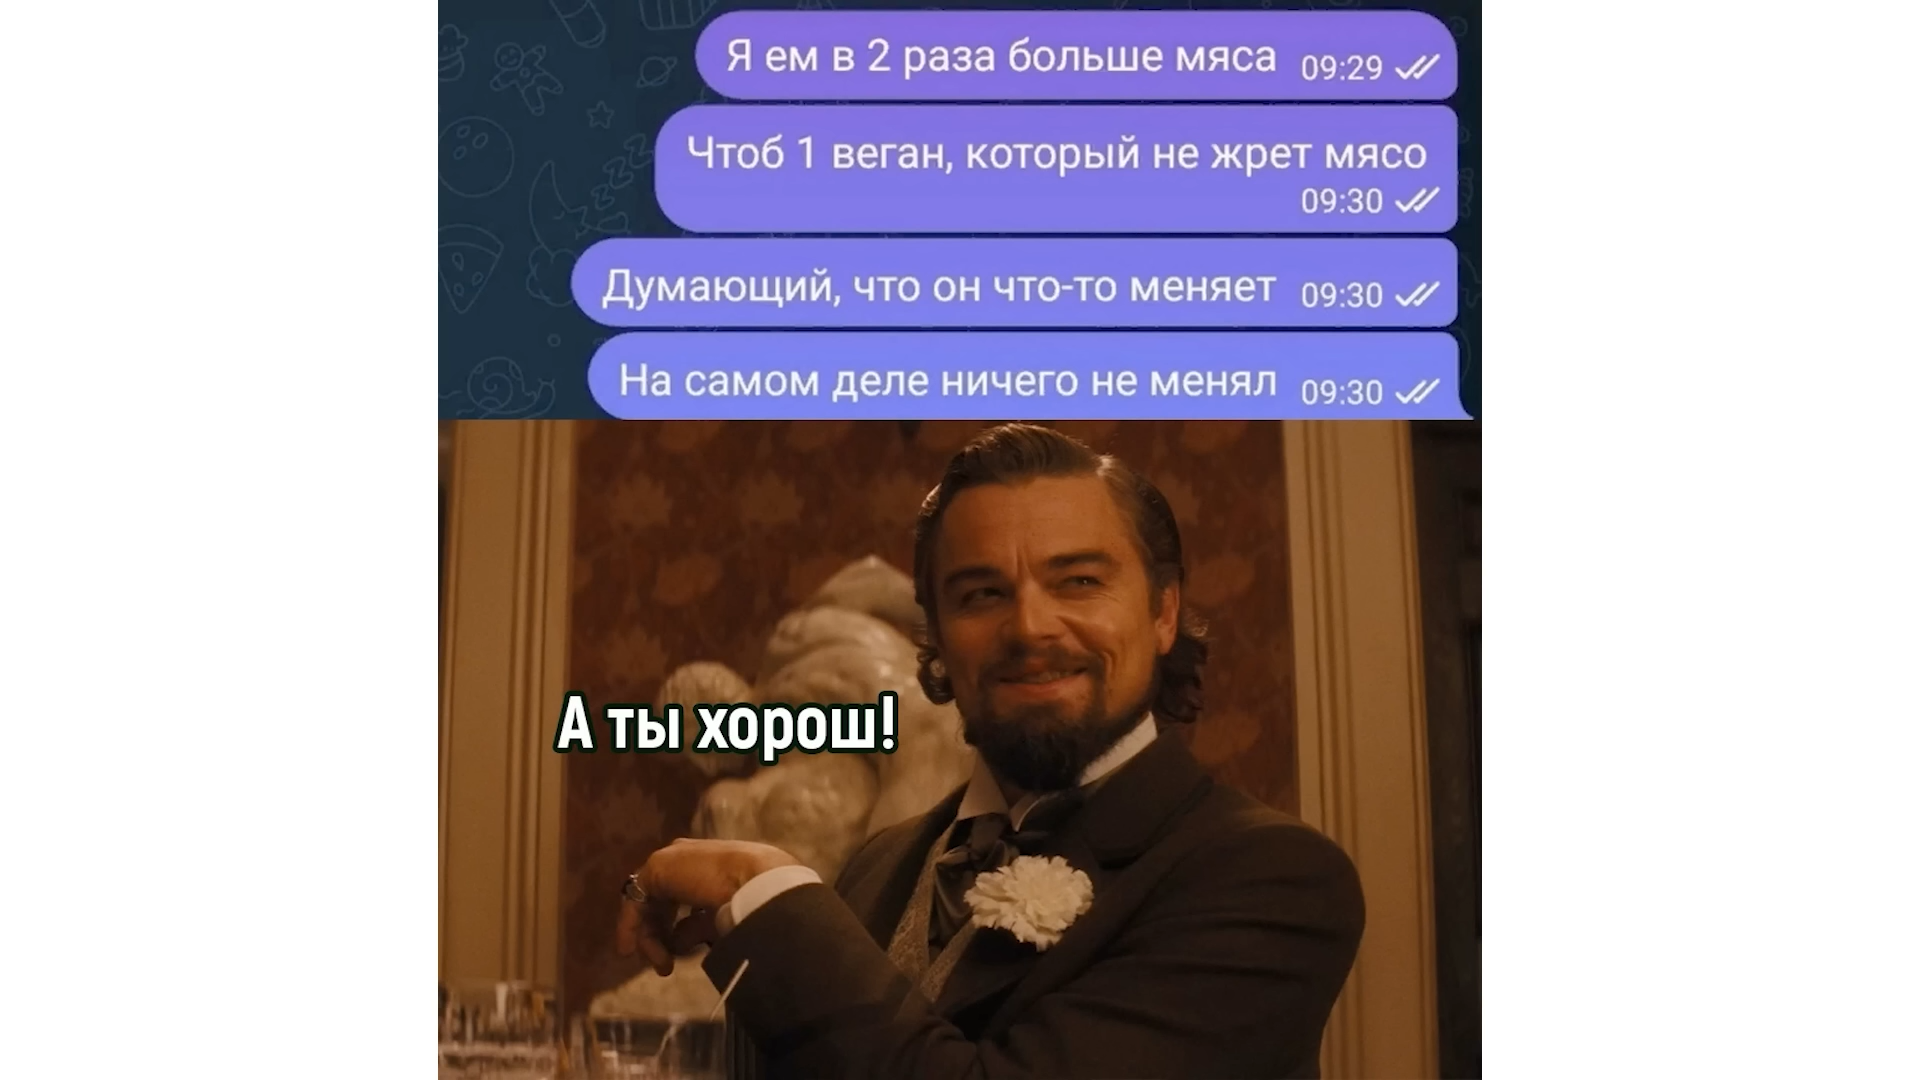 Я ем в 2 раза больше мяса 09:29
Чтоб 1 веган, который не жрет мясо
09:30
Думающий, что он что-то меняет 09:30
На самом деле ничего не менял 09:30
А ты хорош!